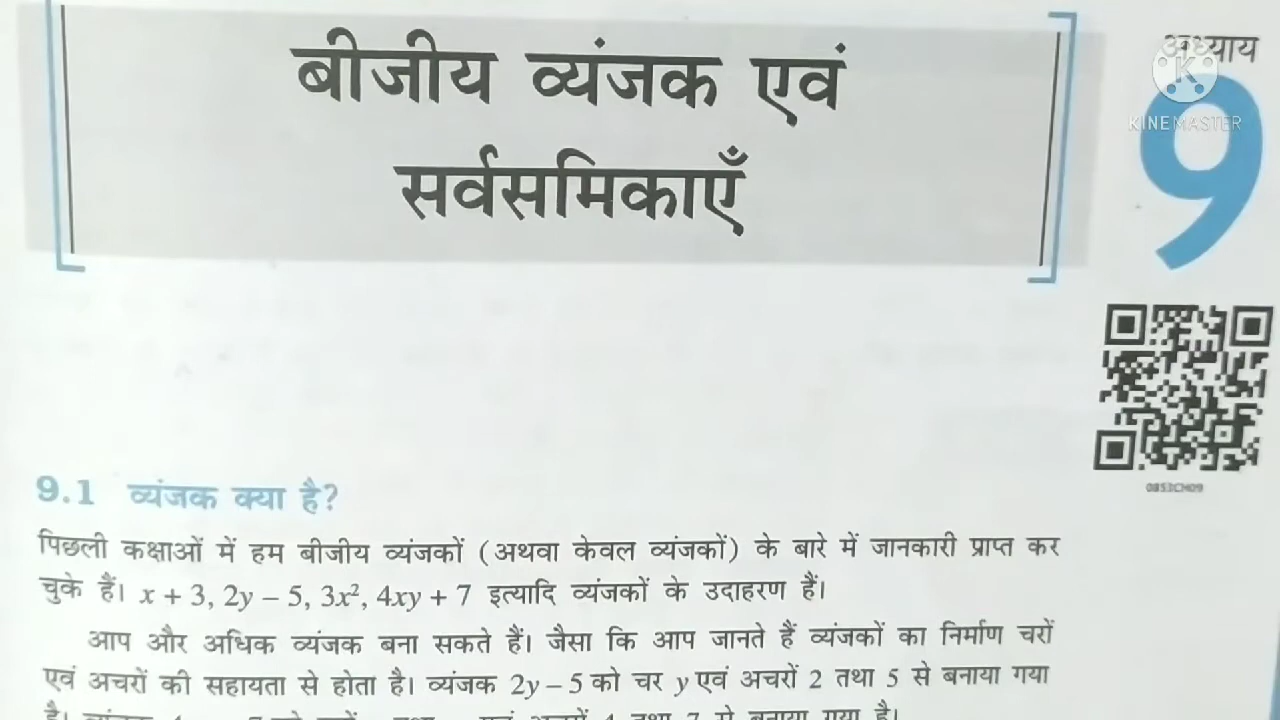 बीजीय व्यंजक एवं
सर्वसमिकाएँ
अध्याय
9
KINEMASTER
0853CH09
9.1 व्यंजक क्या है?
पिछली कक्षाओं में हम बीजीय व्यंजकों (अथवा केवल व्यंजकों) के बारे में जानकारी प्राप्त कर
चुके हैं। x + 3, 2y – 5, 3x², 4xy + 7 इत्यादि व्यंजकों के उदाहरण हैं।
आप और अधिक व्यंजक बना सकते हैं। जैसा कि आप जानते हैं व्यंजकों का निर्माण चरों
एवं अचरों की सहायता से होता है। व्यंजक 2y – 5 को चर y एवं अचरों 2 तथा 5 से बनाया गया